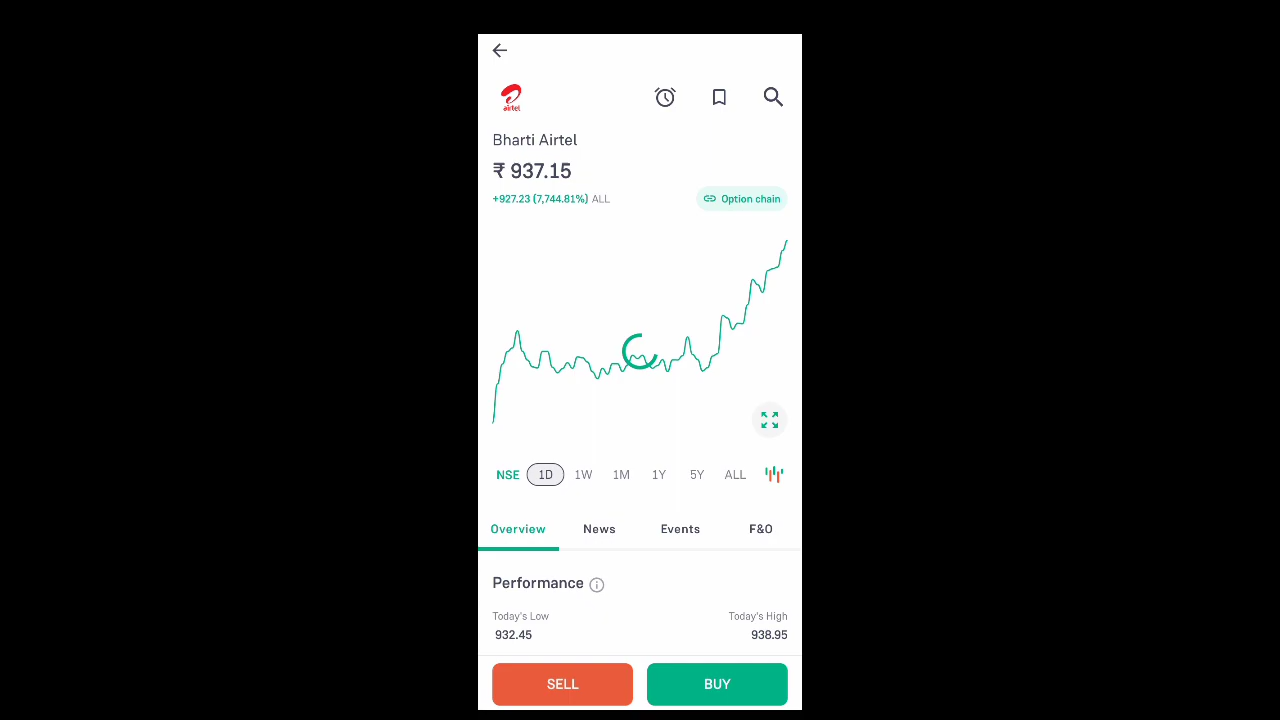 airtel
Bharti Airtel
₹ 937.15
+927.23 (7,744.81%) ALL
Option chain
NSE 1D 1W 1M 1Y 5Y ALL
Overview News Events F&O
Performance
Today's Low Today's High
932.45 938.95
SELL BUY